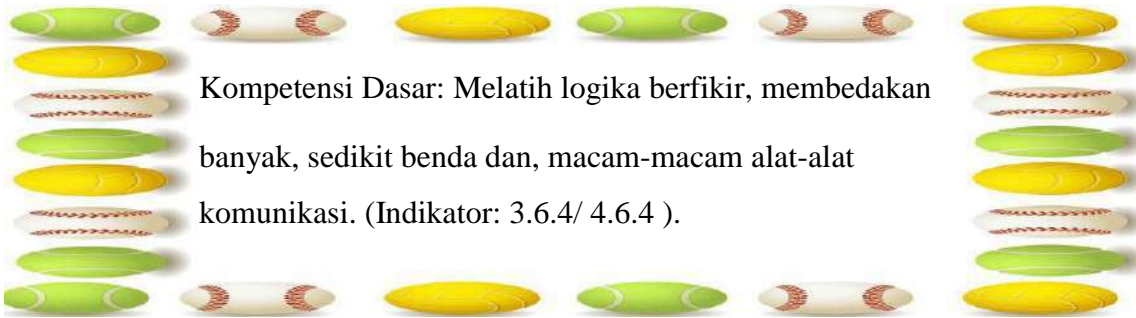 Kompetensi Dasar: Melatih logika berfikir, membedakan
banyak, sedikit benda dan, macam-macam alat-alat
komunikasi. (Indikator: 3.6.4/ 4.6.4 ).